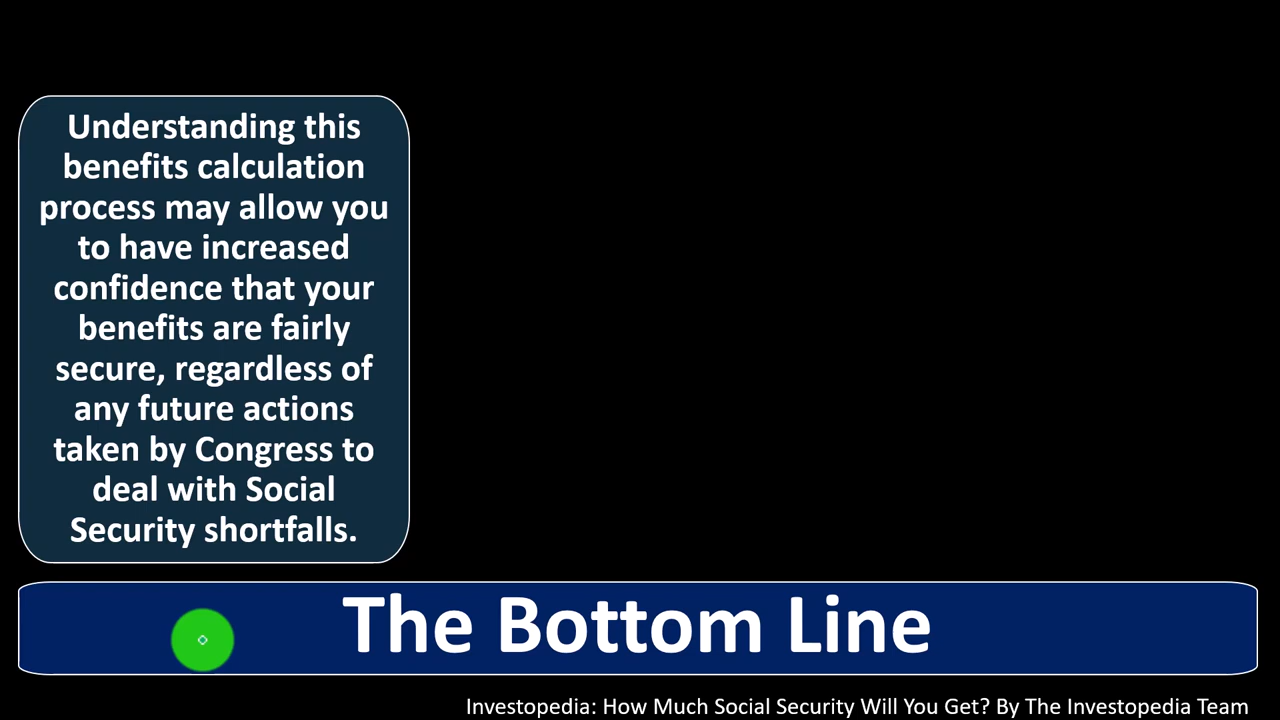 Understanding this
benefits calculation
process may allow you
to have increased
confidence that your
benefits are fairly
secure, regardless of
any future actions
taken by Congress to
deal with Social
Security shortfalls.
The Bottom Line
Investopedia: How Much Social Security Will You Get? By The Investopedia Team